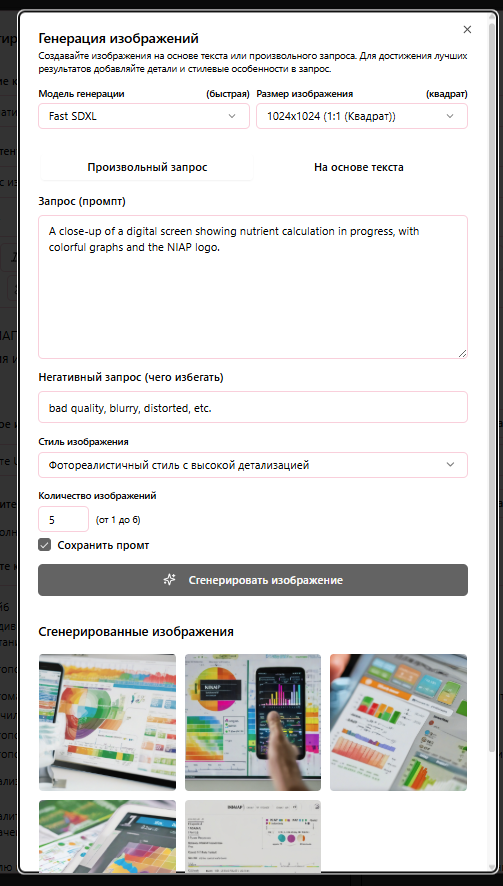 Генерация изображений
Создавайте изображения на основе текста или произвольного запроса. Для достижения лучших
результатов добавляйте детали и стилевые особенности в запрос.
Модель генерации (быстрая) Размер изображения (квадрат)
Fast SDXL 1024x1024 (1:1 (Квадрат))
Произвольный запрос На основе текста
Запрос (промпт)
A close-up of a digital screen showing nutrient calculation in progress, with
colorful graphs and the NIAP logo.
Негативный запрос (чего избегать)
bad quality, blurry, distorted, etc.
Стиль изображения
Фотореалистичный стиль с высокой детализацией
Количество изображений
5 (от 1 до 6)
Сохранить промт
Сгенерировать изображение
Сгенерированные изображения